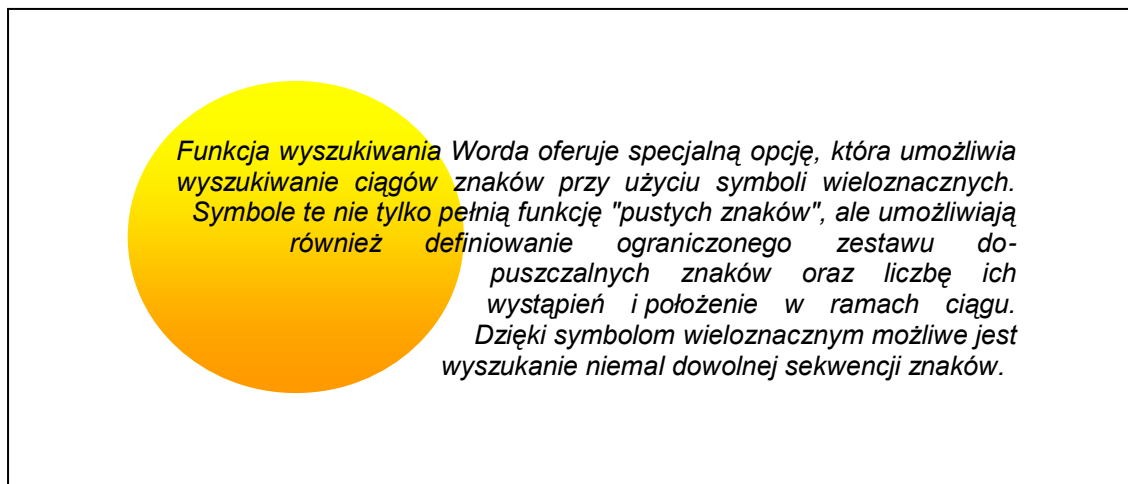 Funkcja wyszukiwania Worda oferuje specjalną opcję, która umożliwia
wyszukiwanie ciągów znaków przy użyciu symboli wieloznacznych.
Symbole te nie tylko pełnią funkcję "pustych znaków", ale umożliwiają
również definiowanie ograniczonego zestawu do-
puszczalnych znaków oraz liczbę ich
wystąpień i położenie w ramach ciągu.
Dzięki symbolom wieloznacznym możliwe jest
wyszukanie niemal dowolnej sekwencji znaków.